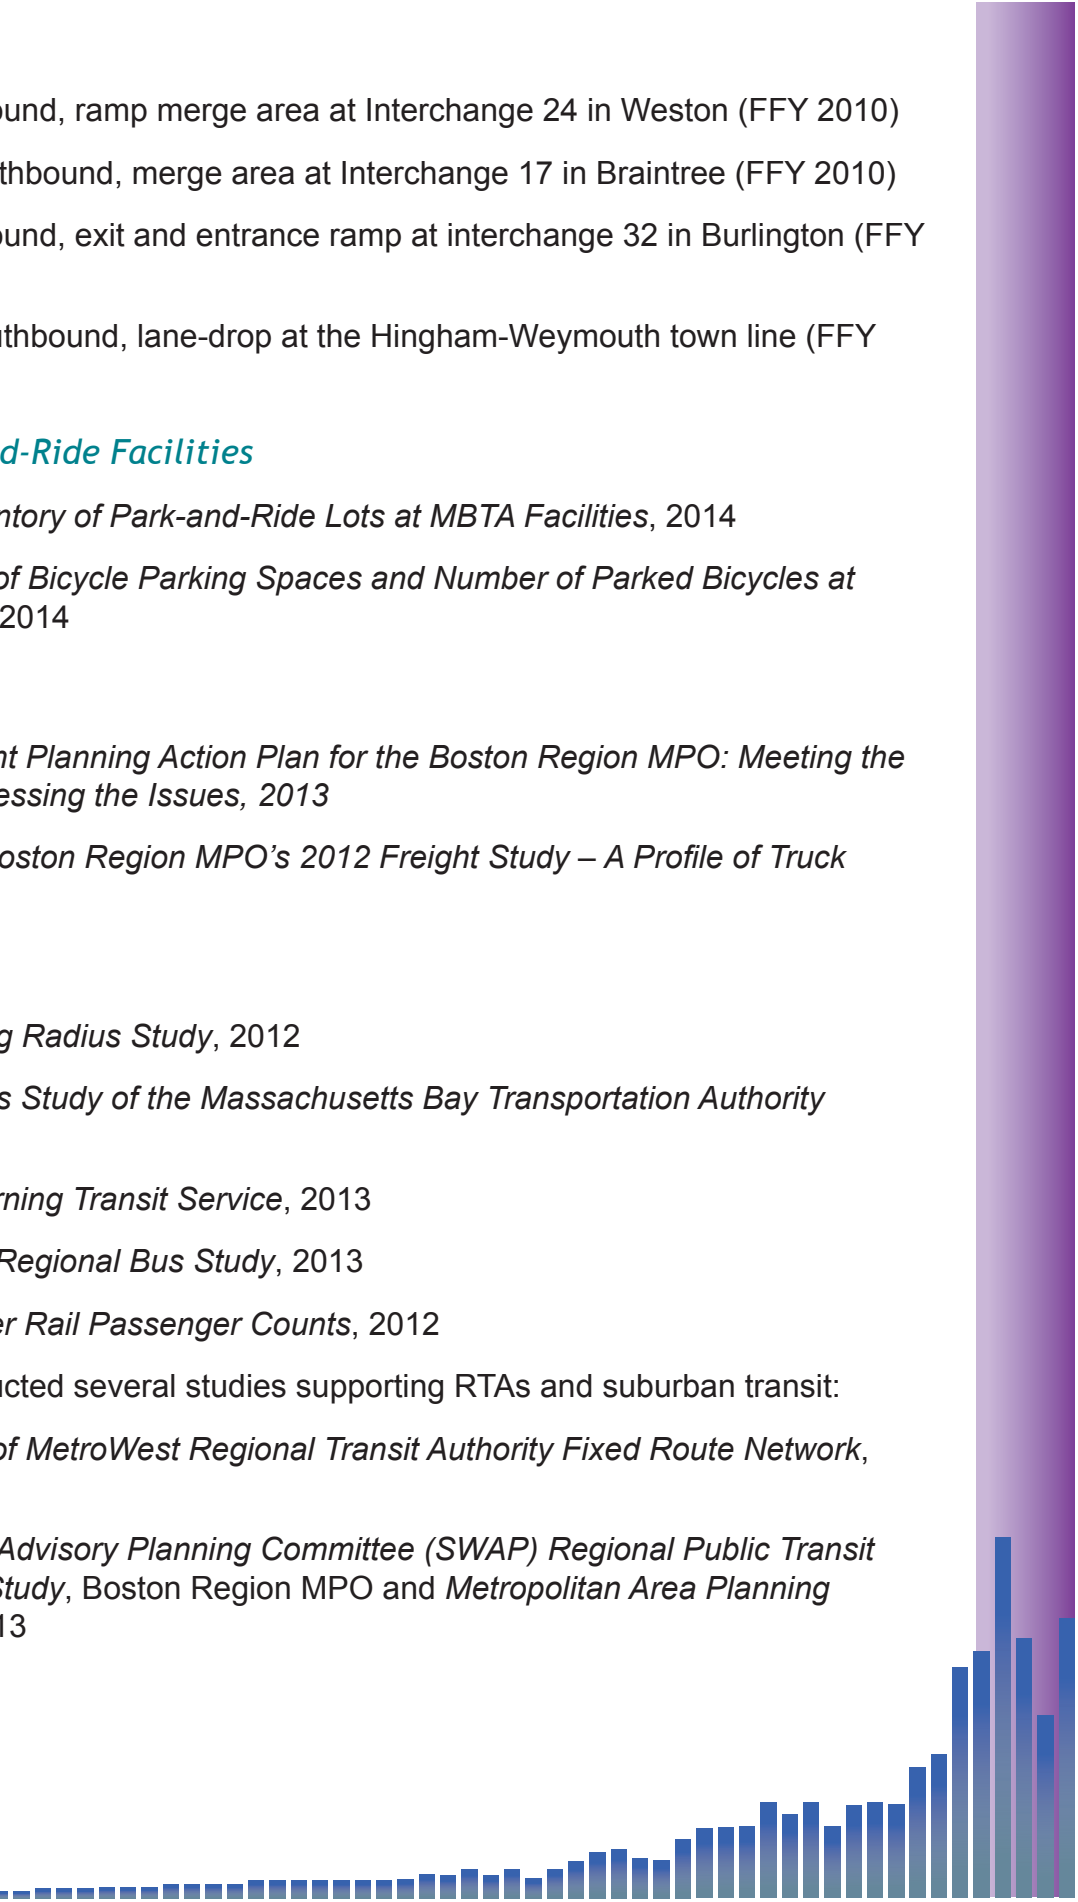 ound, ramp merge area at Interchange 24 in Weston (FFY 2010)
thbound, merge area at Interchange 17 in Braintree (FFY 2010)
ound, exit and entrance ramp at interchange 32 in Burlington (FFY
uthbound, lane-drop at the Hingham-Weymouth town line (FFY
d-Ride Facilities
ntory of Park-and-Ride Lots at MBTA Facilities, 2014
of Bicycle Parking Spaces and Number of Parked Bicycles at
2014
nt Planning Action Plan for the Boston Region MPO: Meeting the
essing the Issues, 2013
oston Region MPO’s 2012 Freight Study – A Profile of Truck
g Radius Study, 2012
s Study of the Massachusetts Bay Transportation Authority
rning Transit Service, 2013
Regional Bus Study, 2013
er Rail Passenger Counts, 2012
ucted several studies supporting RTAs and suburban transit:
of MetroWest Regional Transit Authority Fixed Route Network,
Advisory Planning Committee (SWAP) Regional Public Transit
Study, Boston Region MPO and Metropolitan Area Planning
13